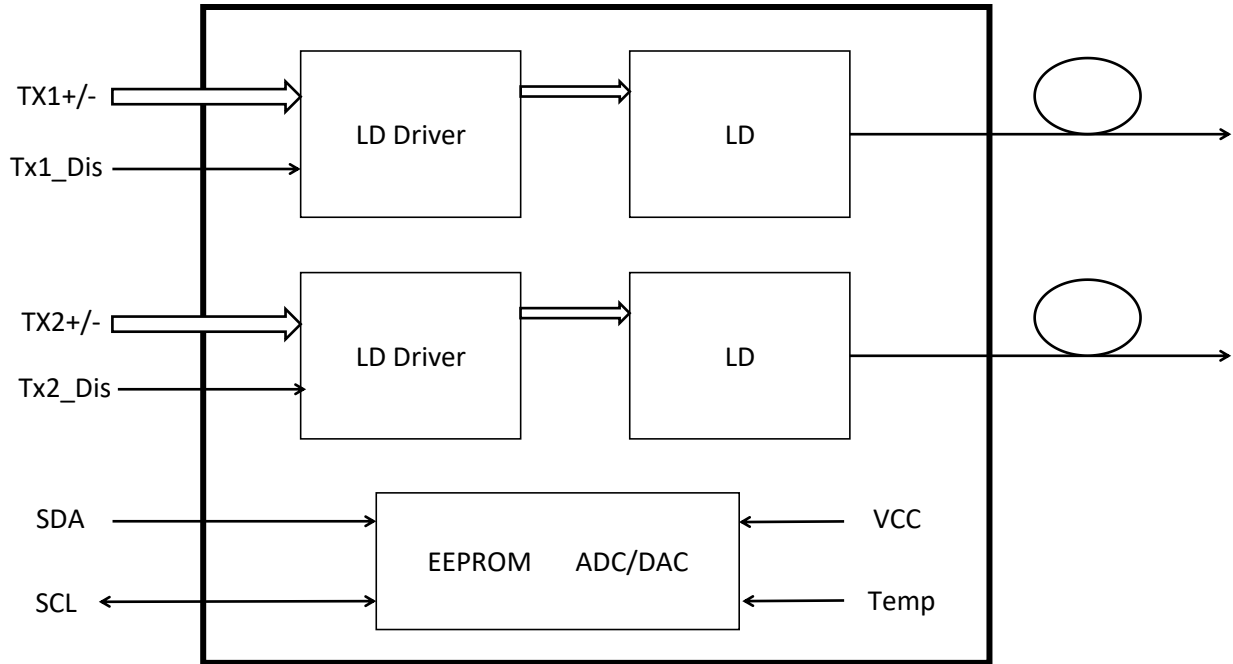 TX1+/-
LD Driver
LD
Tx1_Dis
TX2+/-
LD Driver
LD
Tx2_Dis
SDA
VCC
EEPROM ADC/DAC
SCL
Temp